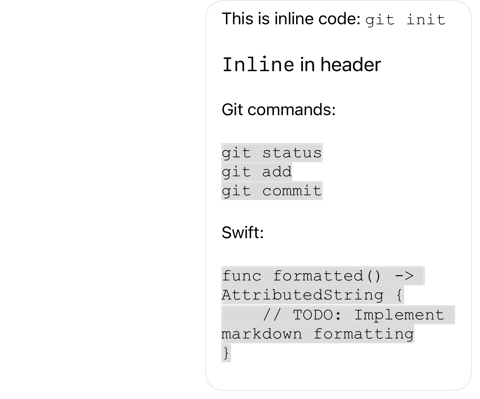 This is inline code: git init
Inline in header
Git commands:
git status
git add
git commit
Swift:
func formatted() ->
AttributedString {
    // TODO: Implement
markdown formatting
}